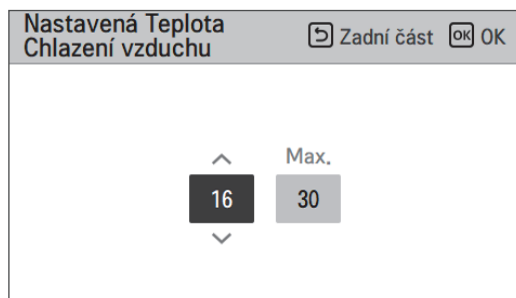 Nastavená Teplota
Chlazení vzduchu
Zadní část OK OK
Max.
16 30